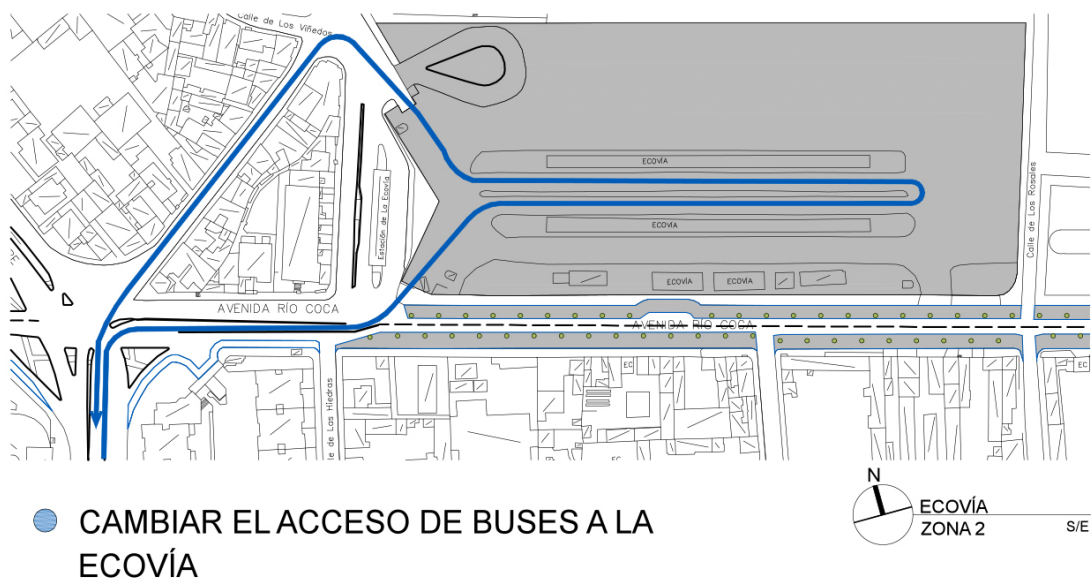 Calle de Los Viñedos
ECOVÍA
Estación de La Ecovía
ECOVÍA
Calle de Los Rosales
ECOVÍA
ECOVÍA
AVENIDA RÍO COCA
AVENIDA RÍO COCA
EC
EC
de Las Hiedras
EC
N
ECOVÍA
ZONA 2
S/E
CAMBIAR EL ACCESO DE BUSES A LA
ECOVÍA